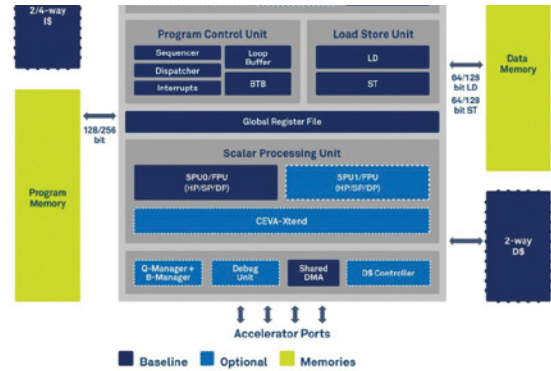 2/4-way
I$
Program Control Unit
Sequencer
Dispatcher
Interrupts
Loop
Buffer
BTB
Load Store Unit
LD
ST
Data
Memory
64/128
bit LD
64/128
bit ST
128/256
bit
Program
Memory
Global Register File
Scalar Processing Unit
SPU0/FPU
(HP/SP/DP)
SPU1/FPU
(HP/SP/DP)
CEVA-Xtend
2-way
D$
Q-Manager +
B-Manager
Debug
Unit
Shared
DMA
D$ Controller
Accelerator Ports
Baseline
Optional
Memories